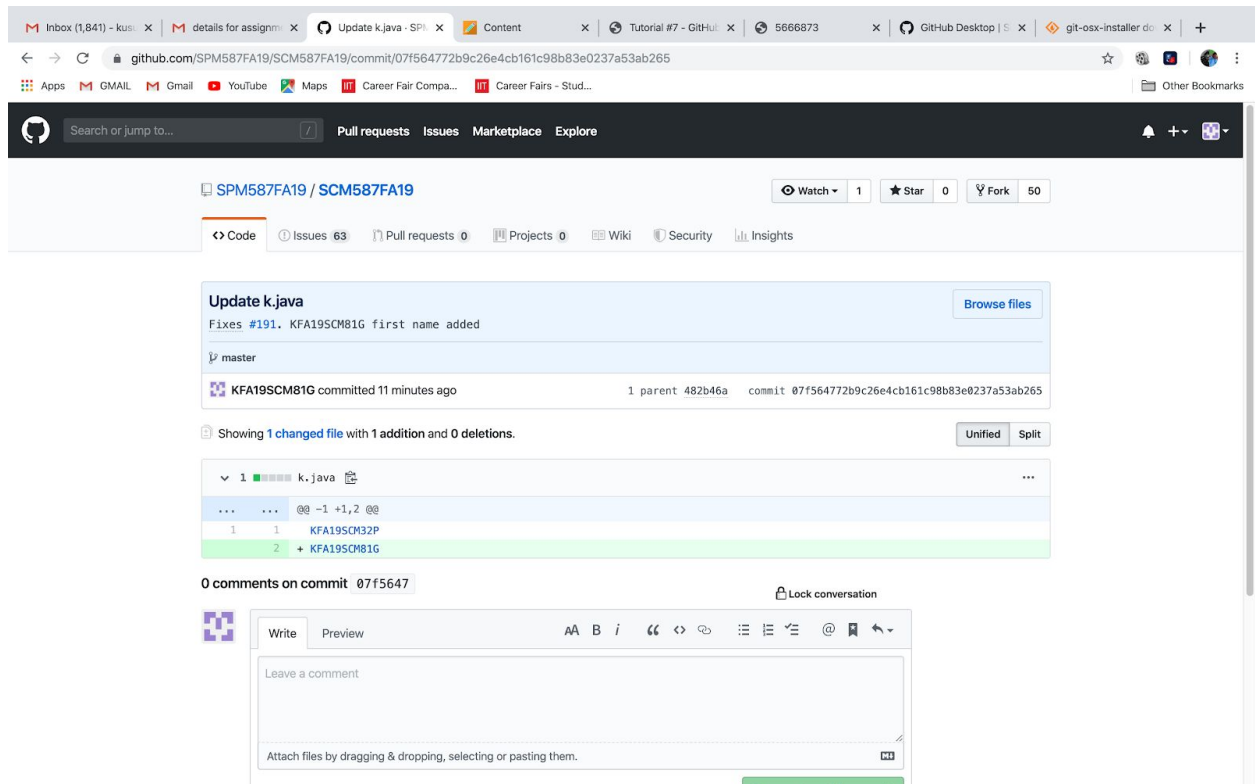 Inbox (1,841) - kus details for assignm Update k.java · SP Content Tutorial #7 - GitHub 5666873 GitHub Desktop | S git-osx-installer do
github.com/SPM587FA19/SCM587FA19/commit/07f564772b9c26e4cb161c98b83e0237a53ab265
Apps GMAIL Gmail YouTube Maps Career Fair Compa... Career Fairs - Stud... Other Bookmarks
Search or jump to... / Pull requests Issues Marketplace Explore
SPM587FA19 / SCM587FA19 Watch 1 Star 0 Fork 50
Code Issues 63 Pull requests 0 Projects 0 Wiki Security Insights
Update k.java Browse files
Fixes #191. KFA19SCM81G first name added
master
KFA19SCM81G committed 11 minutes ago 1 parent 482b46a commit 07f564772b9c26e4cb161c98b83e0237a53ab265
Showing 1 changed file with 1 addition and 0 deletions. Unified Split
1 k.java ...
... ... @@ -1 +1,2 @@
1 1 KFA19SCM32P
2 + KFA19SCM81G
0 comments on commit 07f5647 Lock conversation
Write Preview AA B i “ <> @
Leave a comment
Attach files by dragging & dropping, selecting or pasting them.